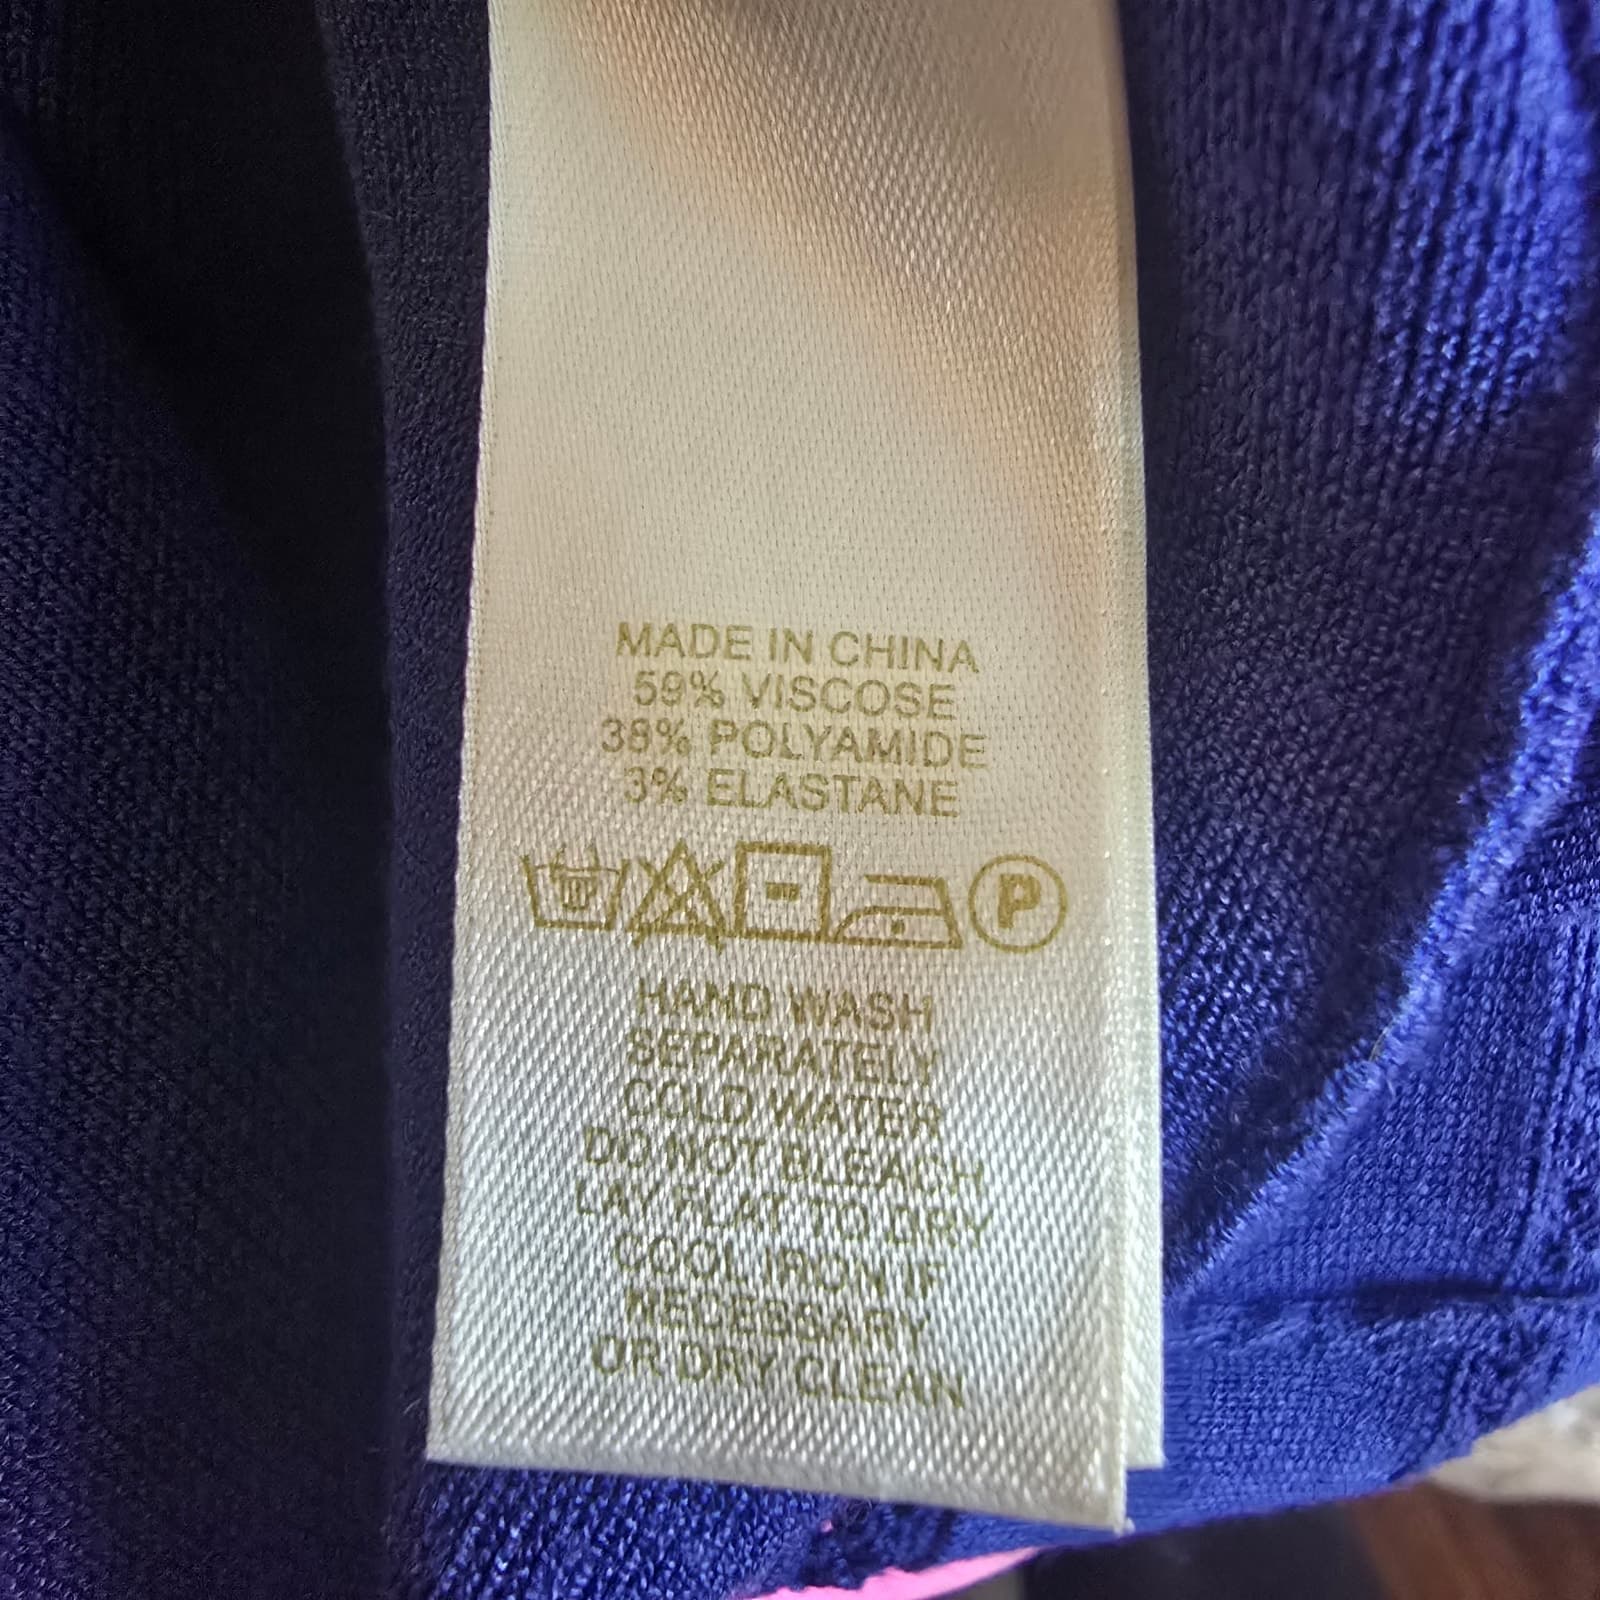 MADE IN CHINA
59% VISCOSE
38% POLYAMIDE
3% ELASTANE
P
HAND WASH
SEPARATELY
COLD WATER
DO NOT BLEACH
LAY FLAT TO DRY
COOL IRON IF
NECESSARY
OR DRY CLEAN